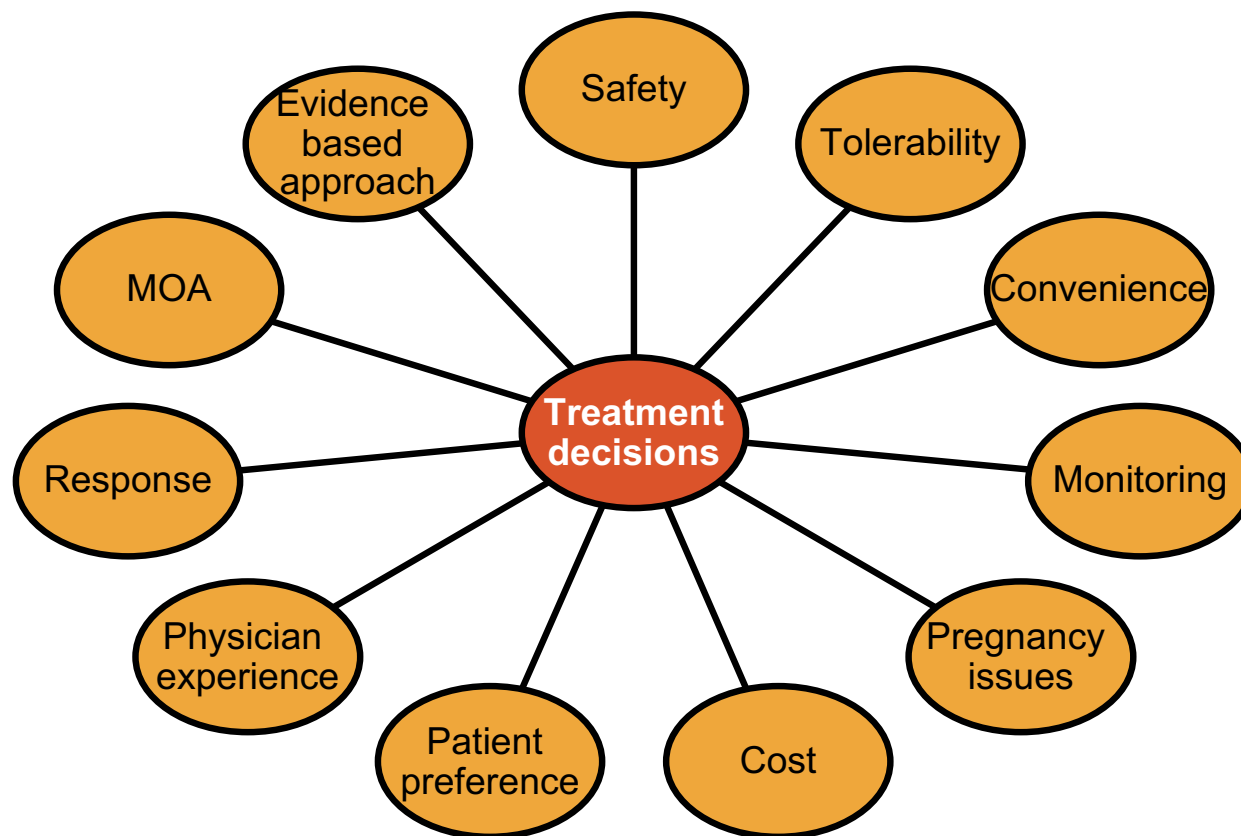 Safety
Evidence
based
approach
Tolerability
MOA
Convenience
Treatment
decisions
Response
Monitoring
Physician
experience
Pregnancy
issues
Patient
preference
Cost